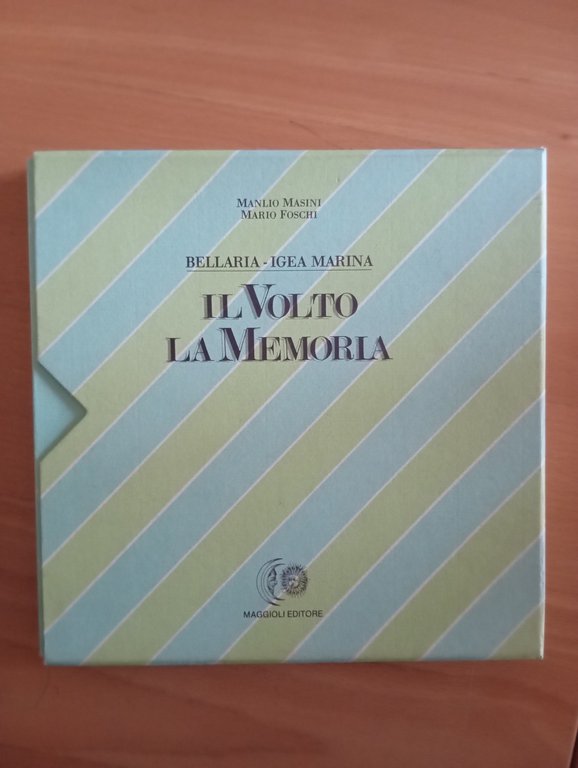 MANLIO MASINI
MARIO FOSCHI
BELLARIA - IGEA MARINA
IL VOLTO
LA MEMORIA
MAGGIOLI EDITORE